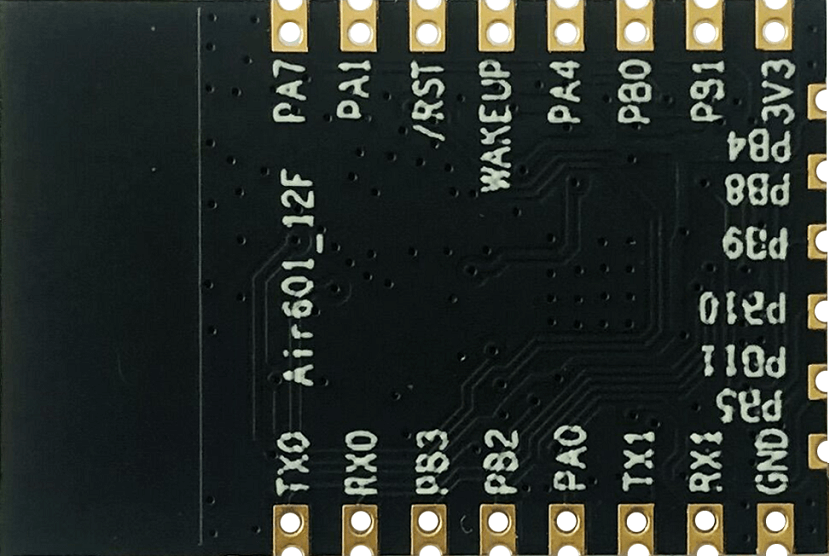 PA7
PA1
/RST
WAKEUP
PA4
PB0
PB1
3V3
PB4
PB8
PB9
PB10
PB11
PB5
Air601_12F
TX0
RX0
PB3
PB2
PA0
TX1
RX1
GND